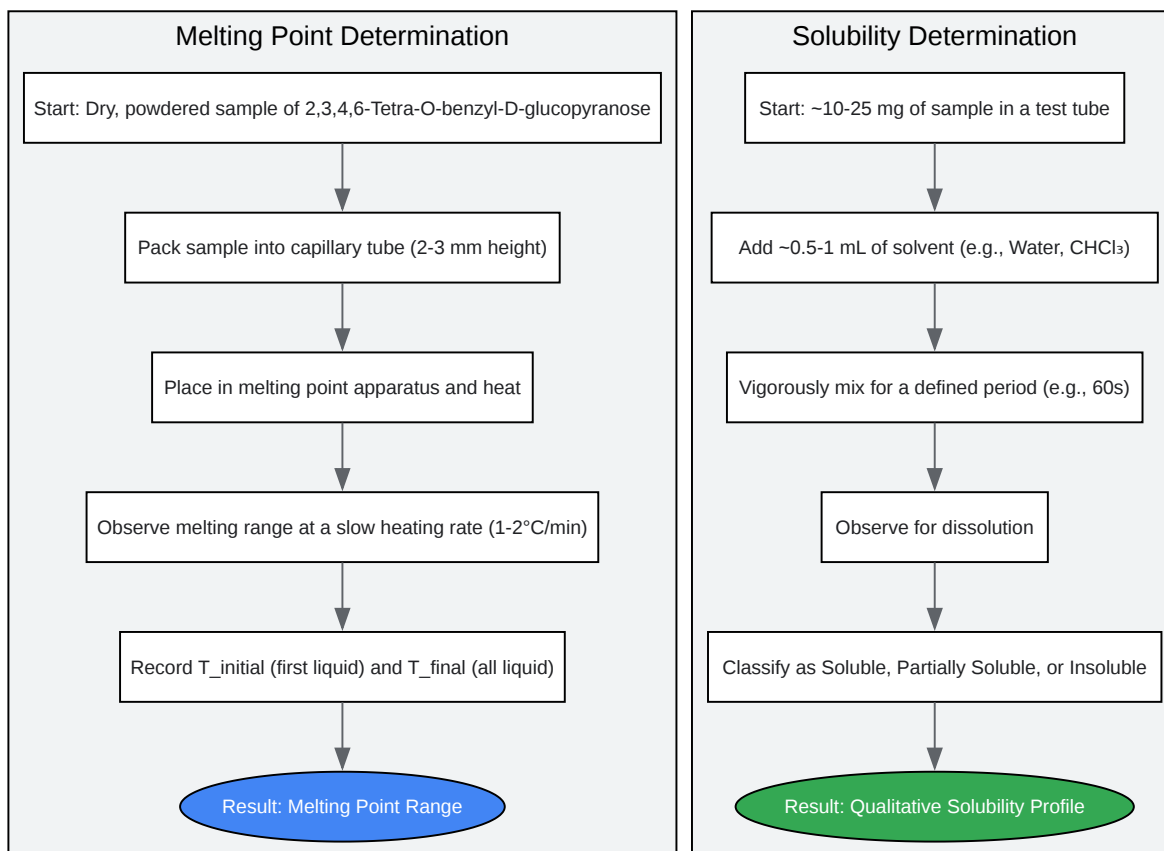 Melting Point Determination
Start: Dry, powdered sample of 2,3,4,6-Tetra-O-benzyl-D-glucopyranose
Pack sample into capillary tube (2-3 mm height)
Place in melting point apparatus and heat
Observe melting range at a slow heating rate (1-2°C/min)
Record T_initial (first liquid) and T_final (all liquid)
Result: Melting Point Range
Solubility Determination
Start: ~10-25 mg of sample in a test tube
Add ~0.5-1 mL of solvent (e.g., Water, CHCl₃)
Vigorously mix for a defined period (e.g., 60s)
Observe for dissolution
Classify as Soluble, Partially Soluble, or Insoluble
Result: Qualitative Solubility Profile